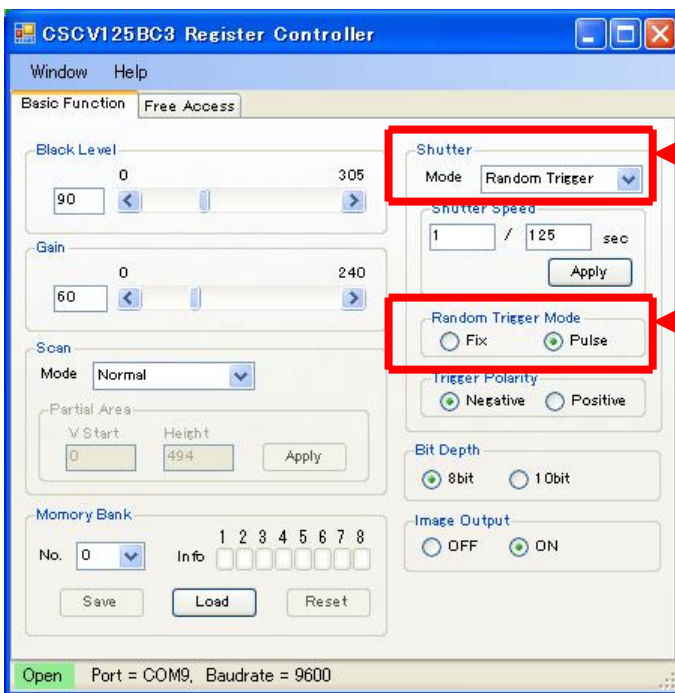 CSCV125BC3 Register Controller
Window Help
Basic Function Free Access
Black Level
0 305
90
Gain
0 240
60
Scan
Mode Normal
Partial Area
V Start Height
0 494 Apply
Momory Bank
1 2 3 4 5 6 7 8
No. 0 Info
Save Load Reset
Shutter
Mode Random Trigger
Shutter Speed
1 / 125 sec
Apply
Random Trigger Mode
Fix Pulse
Trigger Polarity
Negative Positive
Bit Depth
8bit 10bit
Image Output
OFF ON
Open Port = COM9, Baudrate = 9600